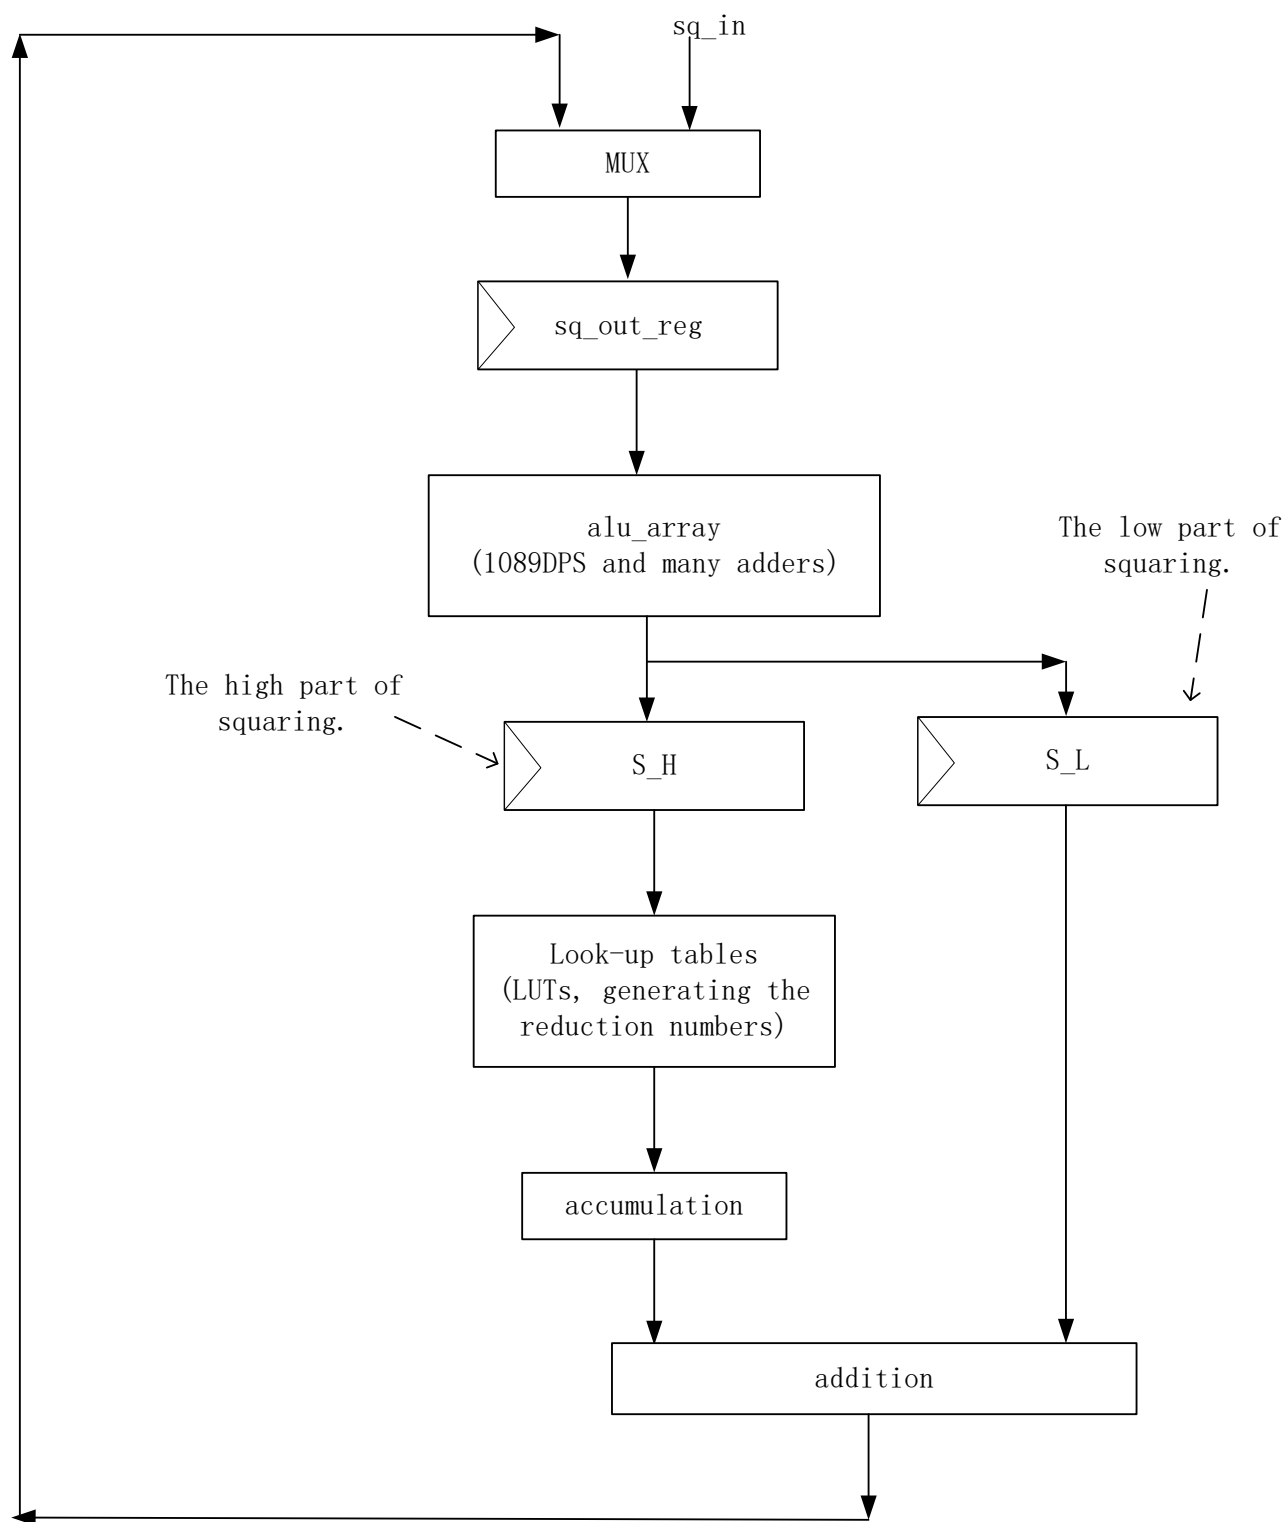 sq_in
MUX
sq_out_reg
alu_array
(1089DPS and many adders)
The low part of
squaring.
The high part of
squaring.
S_H
S_L
Look-up tables
(LUTs, generating the
reduction numbers)
accumulation
addition